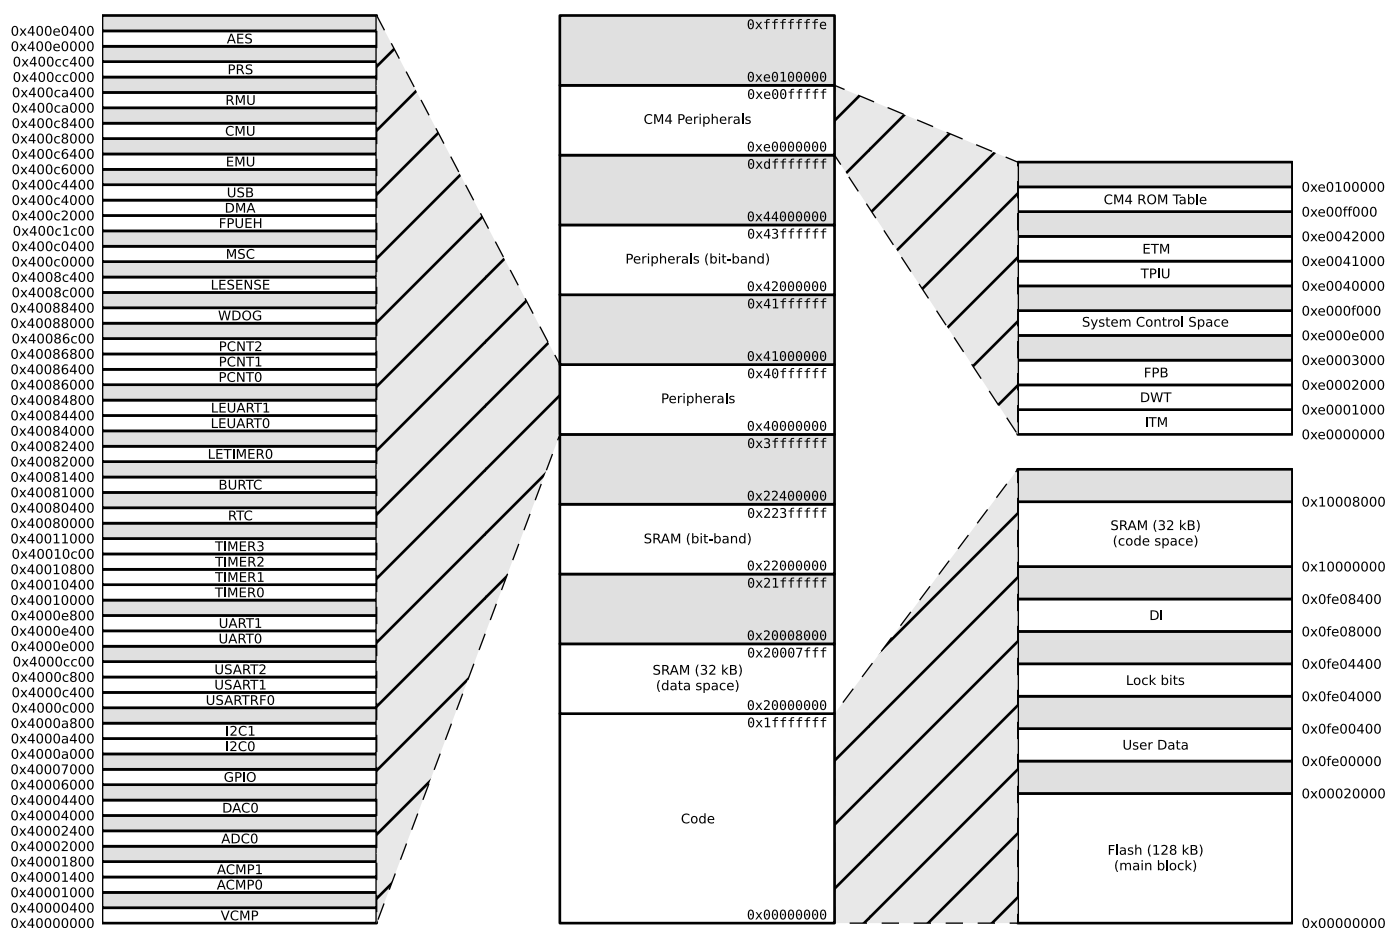 0x400e0400
AES
0x400e0000
0x400cc400
PRS
0x400cc000
0x400ca400
RMU
0x400ca000
0x400c8400
CMU
0x400c8000
0x400c6400
EMU
0x400c6000
0x400c4400
USB
0x400c4000
DMA
0x400c2000
FPUEH
0x400c1c00
0x400c0400
MSC
0x400c0000
0x4008c400
LESENSE
0x4008c000
0x40088400
WDOG
0x40088000
0x40086c00
PCNT2
0x40086800
PCNT1
0x40086400
PCNT0
0x40086000
0x40084800
LEUART1
0x40084400
LEUART0
0x40084000
0x40082400
LETIMER0
0x40082000
0x40081400
BURTC
0x40081000
0x40080400
RTC
0x40080000
0x40011000
TIMER3
0x40010c00
TIMER2
0x40010800
TIMER1
0x40010400
TIMER0
0x40010000
0x4000e800
UART1
0x4000e400
UART0
0x4000e000
0x4000cc00
USART2
0x4000c800
USART1
0x4000c400
USARTRF0
0x4000c000
0x4000a800
I2C1
0x4000a400
I2C0
0x4000a000
0x40007000
GPIO
0x40006000
0x40004400
DAC0
0x40004000
0x40002400
ADC0
0x40002000
0x40001800
ACMP1
0x40001400
ACMP0
0x40001000
0x40000400
VCMP
0x40000000
0xfffffffe
0xe0100000
0xe00fffff
CM4 Peripherals
0xe0000000
0xdfffffff
0x44000000
0x43ffffff
Peripherals (bit-band)
0x42000000
0x41ffffff
0x41000000
0x40ffffff
Peripherals
0x40000000
0x3fffffff
0x22400000
0x223fffff
SRAM (bit-band)
0x22000000
0x21ffffff
0x20008000
0x20007fff
SRAM (32 kB)
(data space)
0x20000000
0x1fffffff
Code
0x00000000
0xe0100000
CM4 ROM Table
0xe00ff000
0xe0042000
ETM
0xe0041000
TPIU
0xe0040000
0xe000f000
System Control Space
0xe000e000
0xe0003000
FPB
0xe0002000
DWT
0xe0001000
ITM
0xe0000000
0x10008000
SRAM (32 kB)
(code space)
0x10000000
0x0fe08400
DI
0x0fe08000
0x0fe04400
Lock bits
0x0fe04000
0x0fe00400
User Data
0x0fe00000
0x00020000
Flash (128 kB)
(main block)
0x00000000